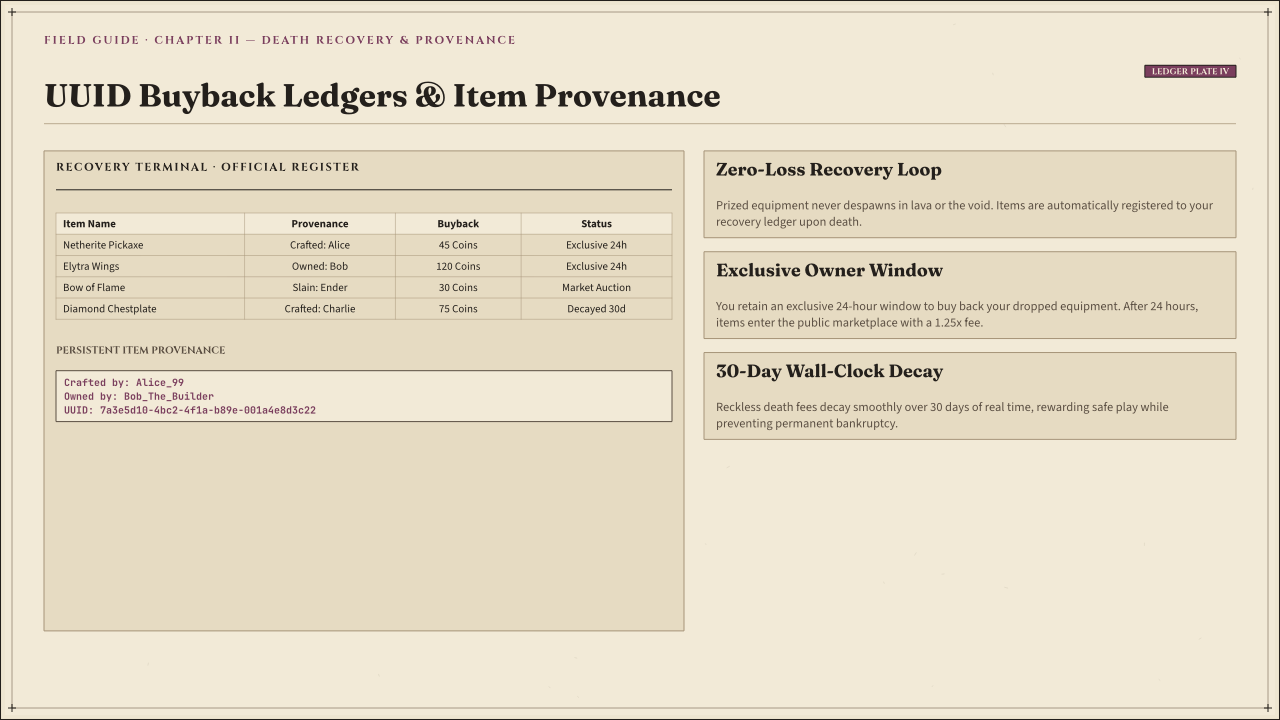 FIELD GUIDE · CHAPTER II — DEATH RECOVERY & PROVENANCE
LEDGER PLATE IV
UUID Buyback Ledgers & Item Provenance
RECOVERY TERMINAL · OFFICIAL REGISTER
Item Name Provenance Buyback Status
Netherite Pickaxe Crafted: Alice 45 Coins Exclusive 24h
Elytra Wings Owned: Bob 120 Coins Exclusive 24h
Bow of Flame Slain: Ender 30 Coins Market Auction
Diamond Chestplate Crafted: Charlie 75 Coins Decayed 30d
PERSISTENT ITEM PROVENANCE
Crafted by: Alice_99
Owned by: Bob_The_Builder
UUID: 7a3e5d10-4bc2-4f1a-b89e-001a4e8d3c22
Zero-Loss Recovery Loop
Prized equipment never despawns in lava or the void. Items are automatically registered to your
recovery ledger upon death.
Exclusive Owner Window
You retain an exclusive 24-hour window to buy back your dropped equipment. After 24 hours,
items enter the public marketplace with a 1.25x fee.
30-Day Wall-Clock Decay
Reckless death fees decay smoothly over 30 days of real time, rewarding safe play while
preventing permanent bankruptcy.